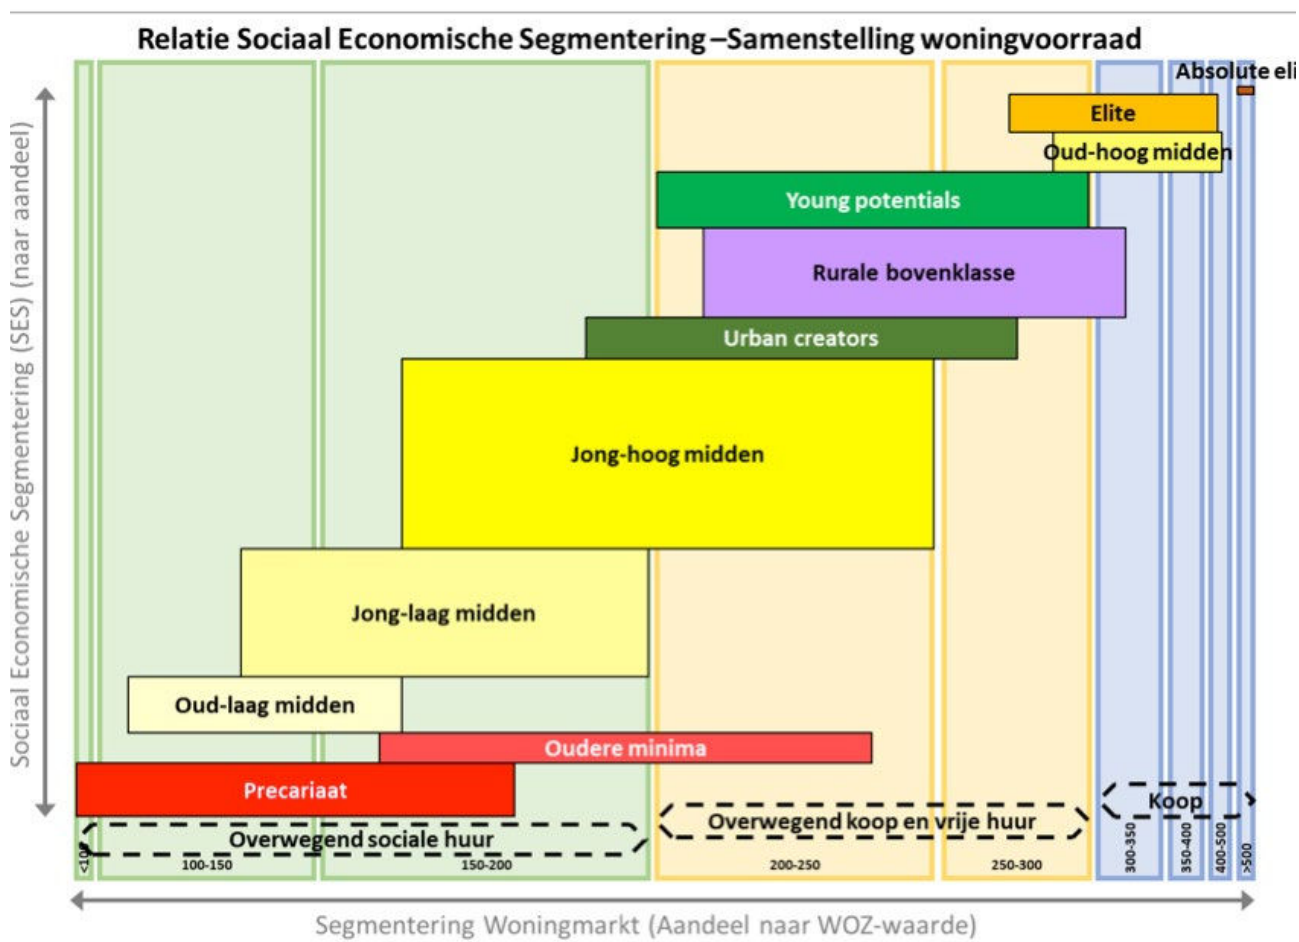 Relatie Sociaal Economische Segmentering –Samenstelling woningvoorraad
Absolute eli
Elite
Oud-hoog midden
Young potentials
Rurale bovenklasse
Urban creators
Jong-hoog midden
Jong-laag midden
Oud-laag midden
Oudere minima
Precariaat
Koop
Overwegend koop en vrije huur
Overwegend sociale huur
<10
100-150
150-200
200-250
250-300
300-350
350-400
400-500
>500
Sociaal Economische Segmentering (SES) (naar aandeel)
Segmentering Woningmarkt (Aandeel naar WOZ-waarde)